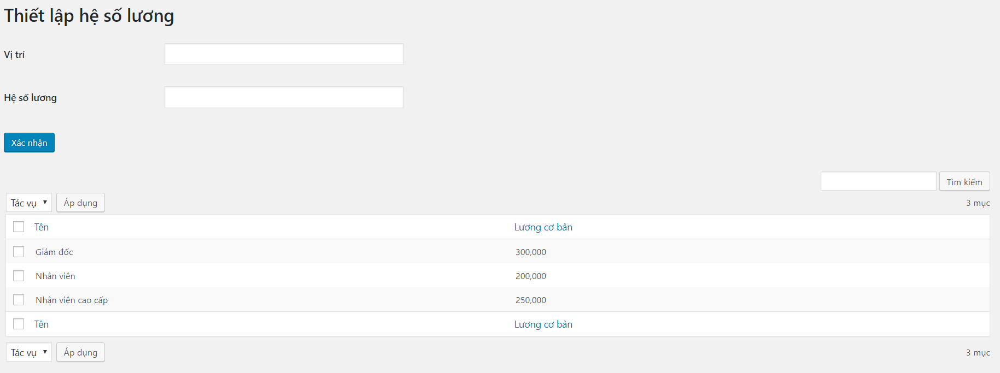 Thiết lập hệ số lương
Vị trí
Hệ số lương
Xác nhận
Tìm kiếm
Tác vụ Áp dụng 3 mục
Tên Lương cơ bản
Giám đốc 300,000
Nhân viên 200,000
Nhân viên cao cấp 250,000
Tên Lương cơ bản
Tác vụ Áp dụng 3 mục